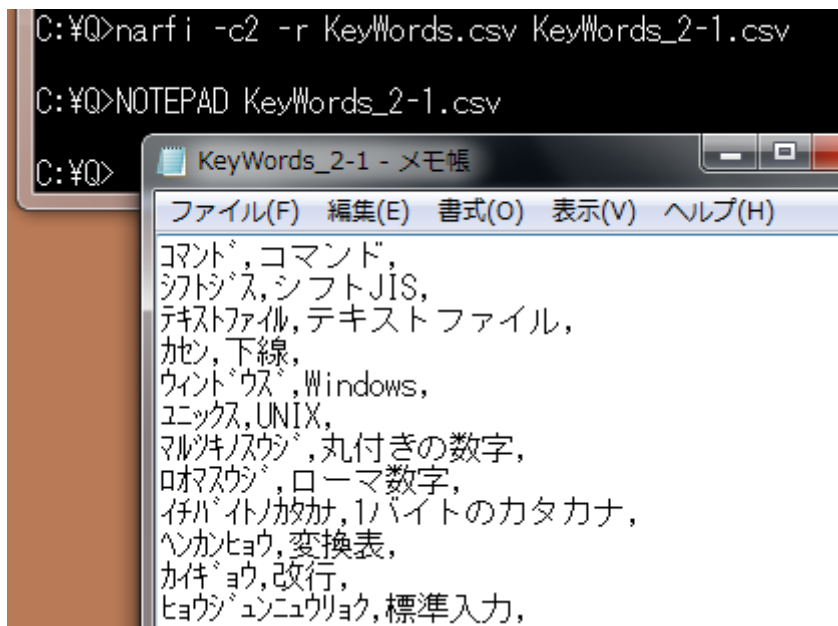 C:¥Q>narfi -c2 -r KeyWords.csv KeyWords_2-1.csv
C:¥Q>NOTEPAD KeyWords_2-1.csv
C:¥Q>
KeyWords_2-1 - メモ帳
ファイル(F) 編集(E) 書式(O) 表示(V) ヘルプ(H)
ｺﾏﾝﾄﾞ,コマンド,
ｼﾌﾄｼﾞｽ,シフトJIS,
ﾃｷｽﾄﾌｧｲﾙ,テキストファイル,
ｶｾﾝ,下線,
ｳｨﾝﾄﾞｳｽﾞ,Windows,
ﾕﾆｯｸｽ,UNIX,
ﾏﾙﾂｷﾉｽｳｼﾞ,丸付きの数字,
ﾛｵﾏｽｳｼﾞ,ローマ数字,
ｲﾁﾊﾞｲﾄﾉｶﾀｶﾅ,1バイトのカタカナ,
ﾍﾝｶﾝﾋｮｳ,変換表,
ｶｲｷﾞｮｳ,改行,
ﾋｮｳｼﾞｭﾝﾆｭｳﾘｮｸ,標準入力,